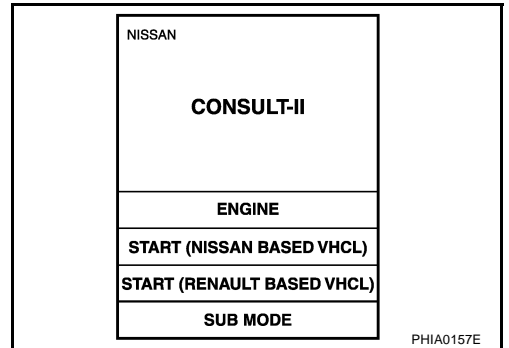 NISSAN
CONSULT-II
ENGINE
START (NISSAN BASED VHCL)
START (RENAULT BASED VHCL)
SUB MODE
PHIA0157E